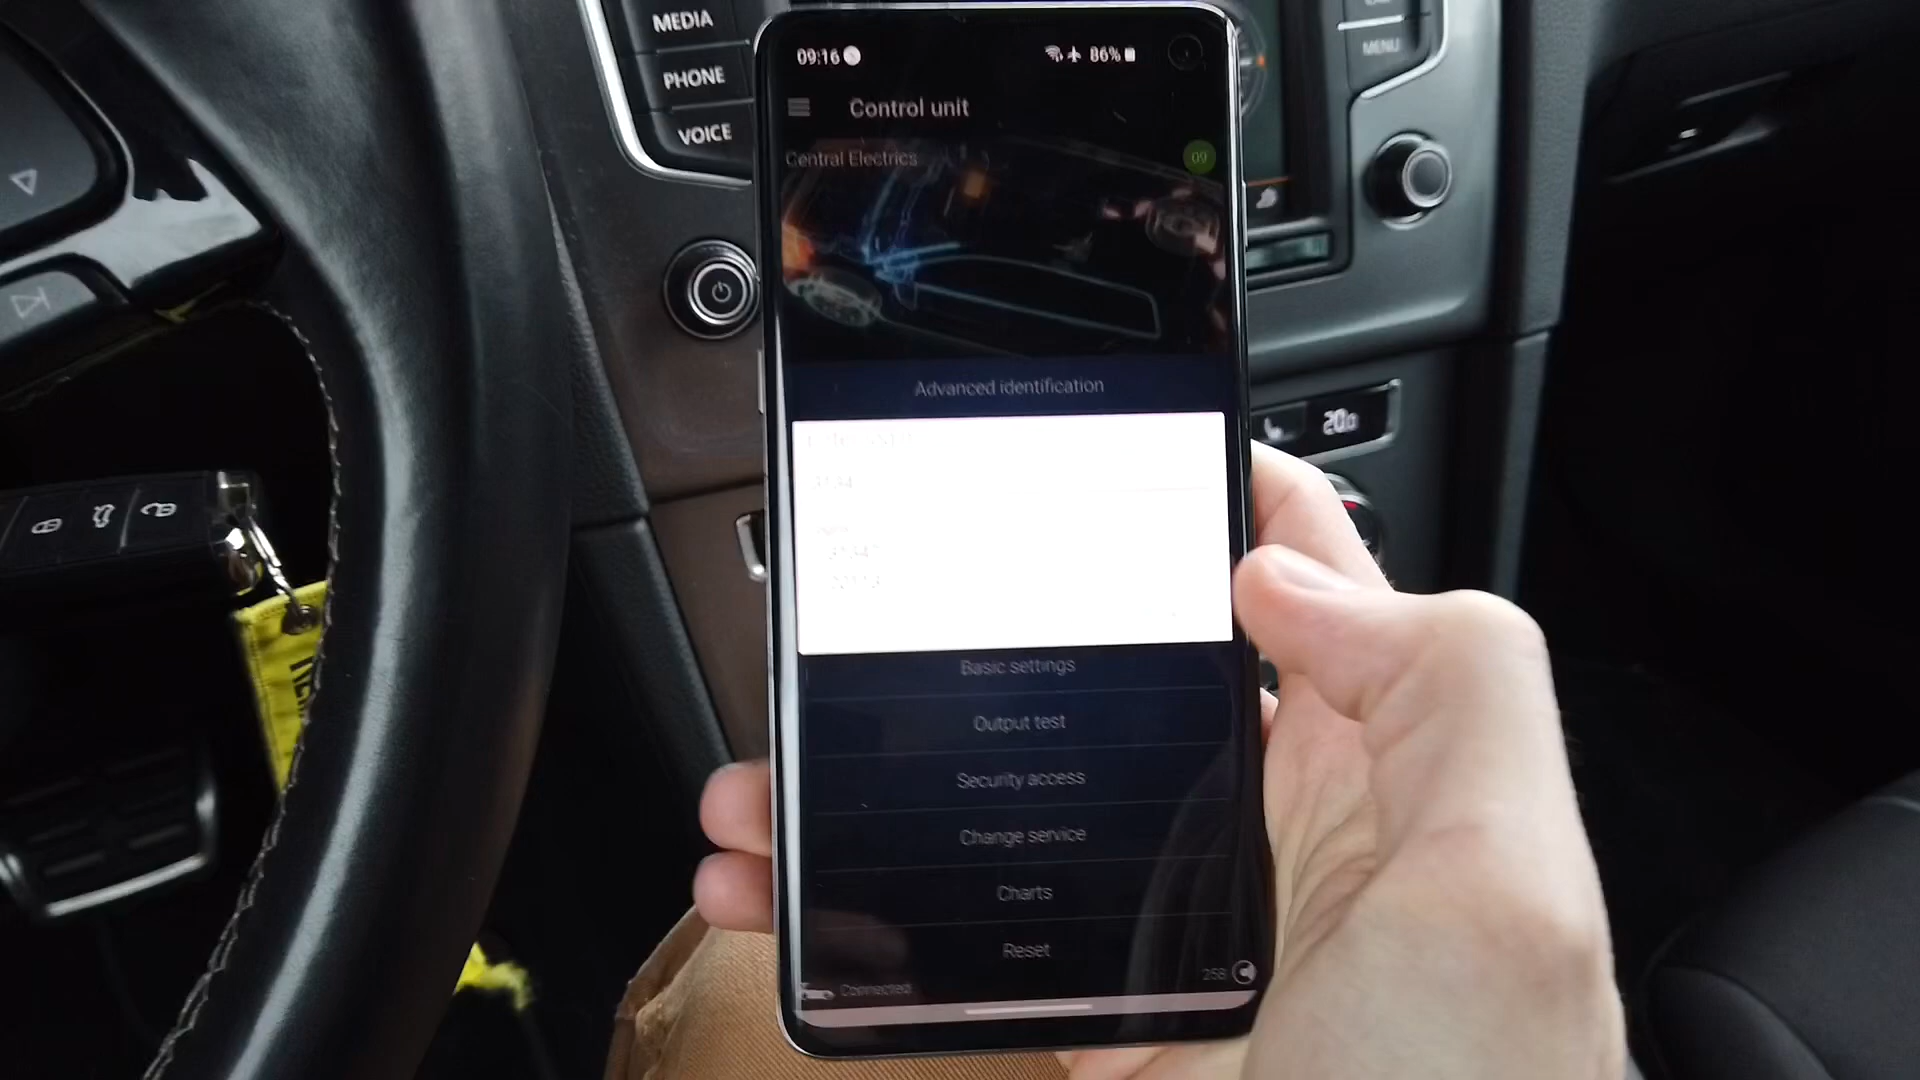 MEDIA
PHONE
VOICE
MENU
09:16
86%
Control unit
Central Electrics
09
Advanced identification
20.0
Basic settings
Output test
Security access
Change service
Charts
Reset
258
Connected